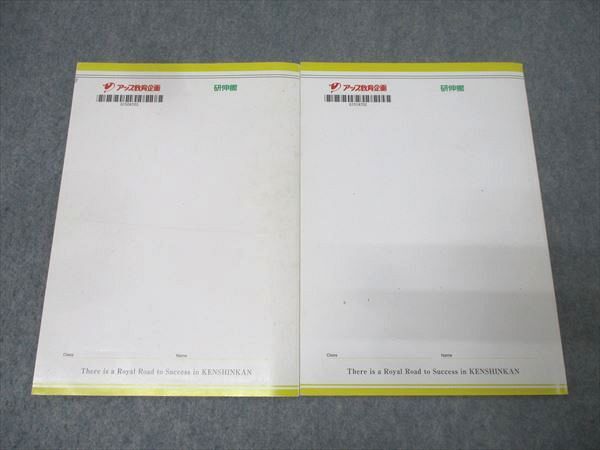 アップ教育企画 研伸館
Class Name
There is a Royal Road to Success in KENSHINKAN
アップ教育企画 研伸館
Class Name
There is a Royal Road to Success in KENSHINKAN